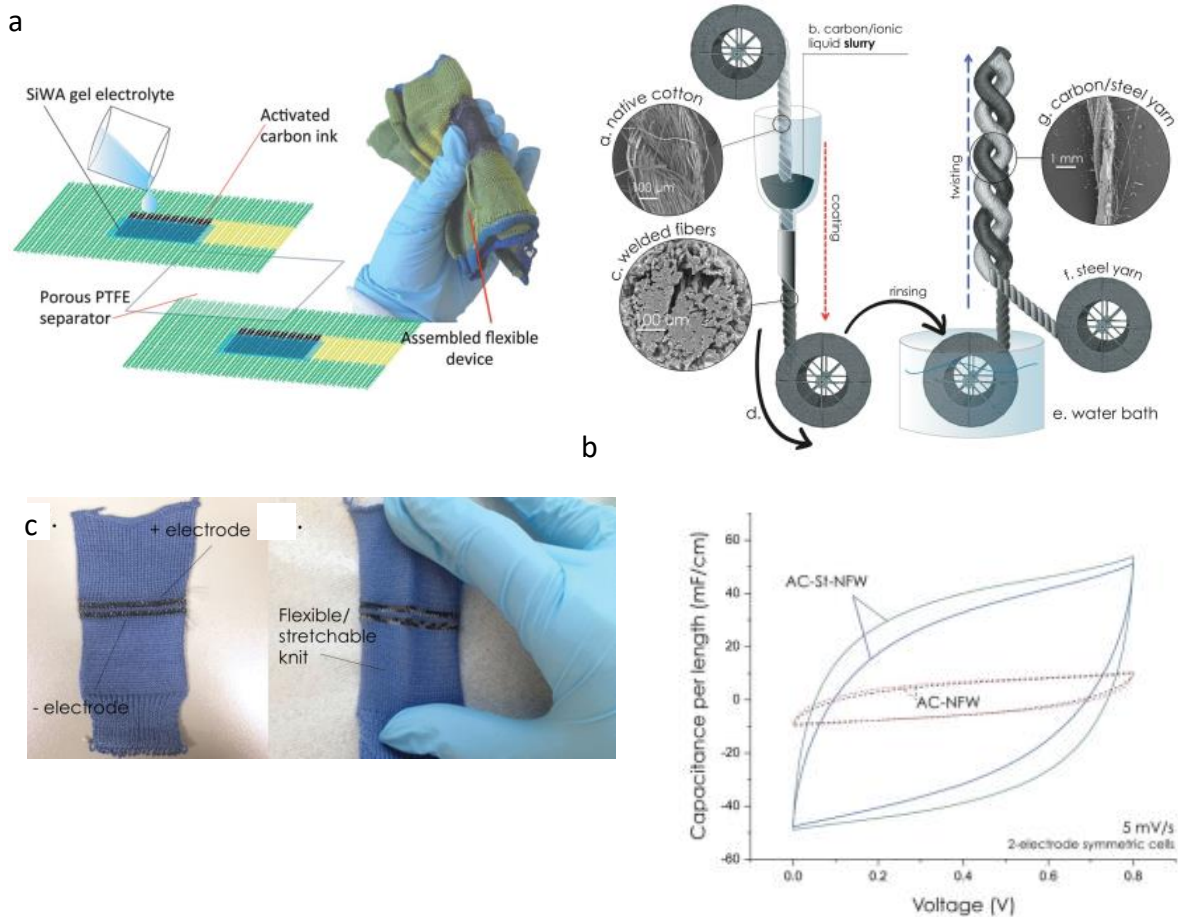 a
SiWA gel electrolyte
Activated
carbon ink
Porous PTFE
separator
Assembled flexible
device
b. carbon/ionic
liquid slurry
a. native cotton
100 µm
c. welded fibers
100 um
coating
d.
rinsing
twisting
g. carbon/steel yarn
1 mm
f. steel yarn
e. water bath
b
c
+ electrode
- electrode
Flexible/
stretchable
knit
Capacitance per length (mF/cm)
60
40
20
0
-20
-40
-60
AC-St-NFW
AC-NFW
5 mV/s
2-electrode symmetric cells
0.0 0.2 0.4 0.6 0.8
Voltage (V)